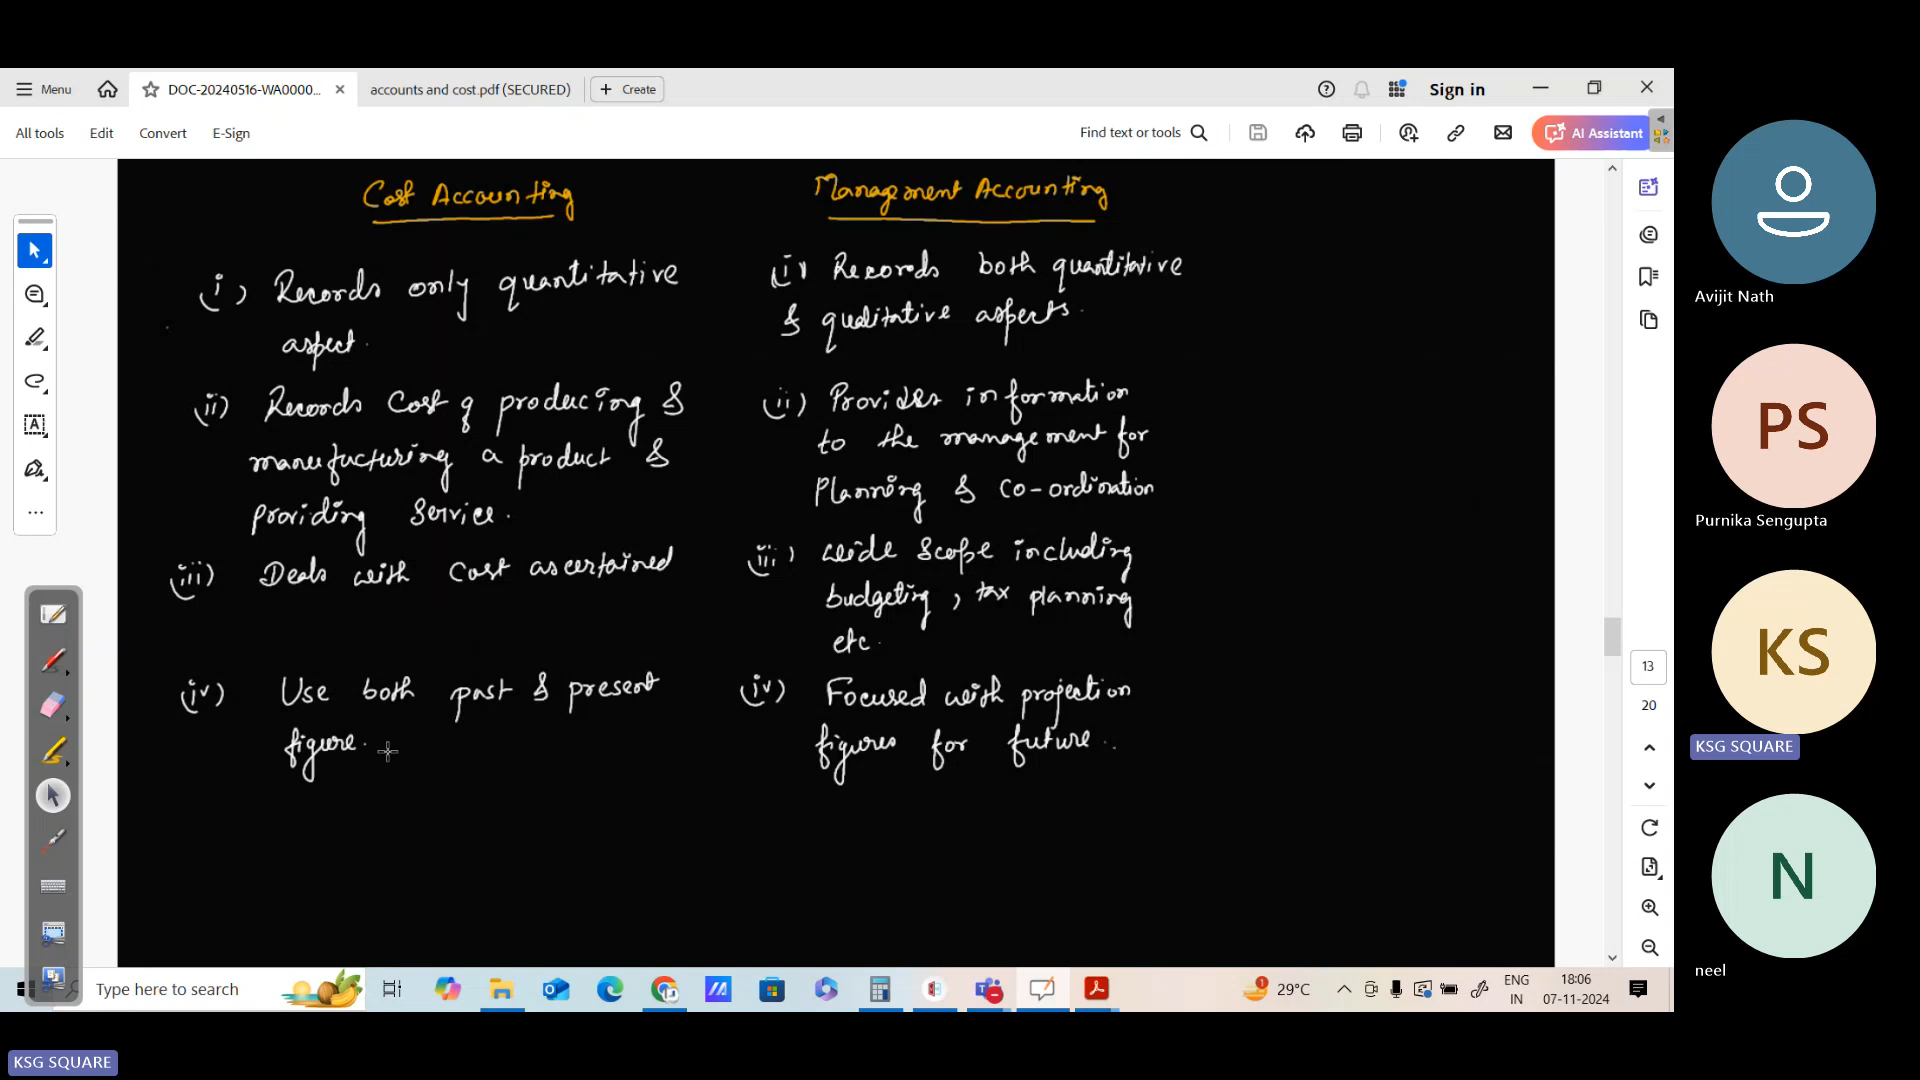 Menu
DOC-20240516-WA0000...
accounts and cost.pdf (SECURED)
Create
Sign in
All tools
Edit
Convert
E-Sign
Find text or tools
AI Assistant
Cost Accounting
(i) Records only quantitative
aspect.
(ii) Records Cost of producing &
manufacturing a product &
providing Service.
(iii) Deals with Cost ascertained
(iv) Use both past & present
figure.
Management Accounting
(i) Records both quantitative
& qualitative aspects.
(ii) Provides information
to the management for
Planning & co-ordination
(iii) wide scope including
budgeting, tax planning
etc.
(iv) Focused with projection
figures for future.
13
20
Avijit Nath
PS
Purnika Sengupta
KS
KSG SQUARE
N
neel
Type here to search
1
29°C
ENG
IN
18:06
07-11-2024
KSG SQUARE